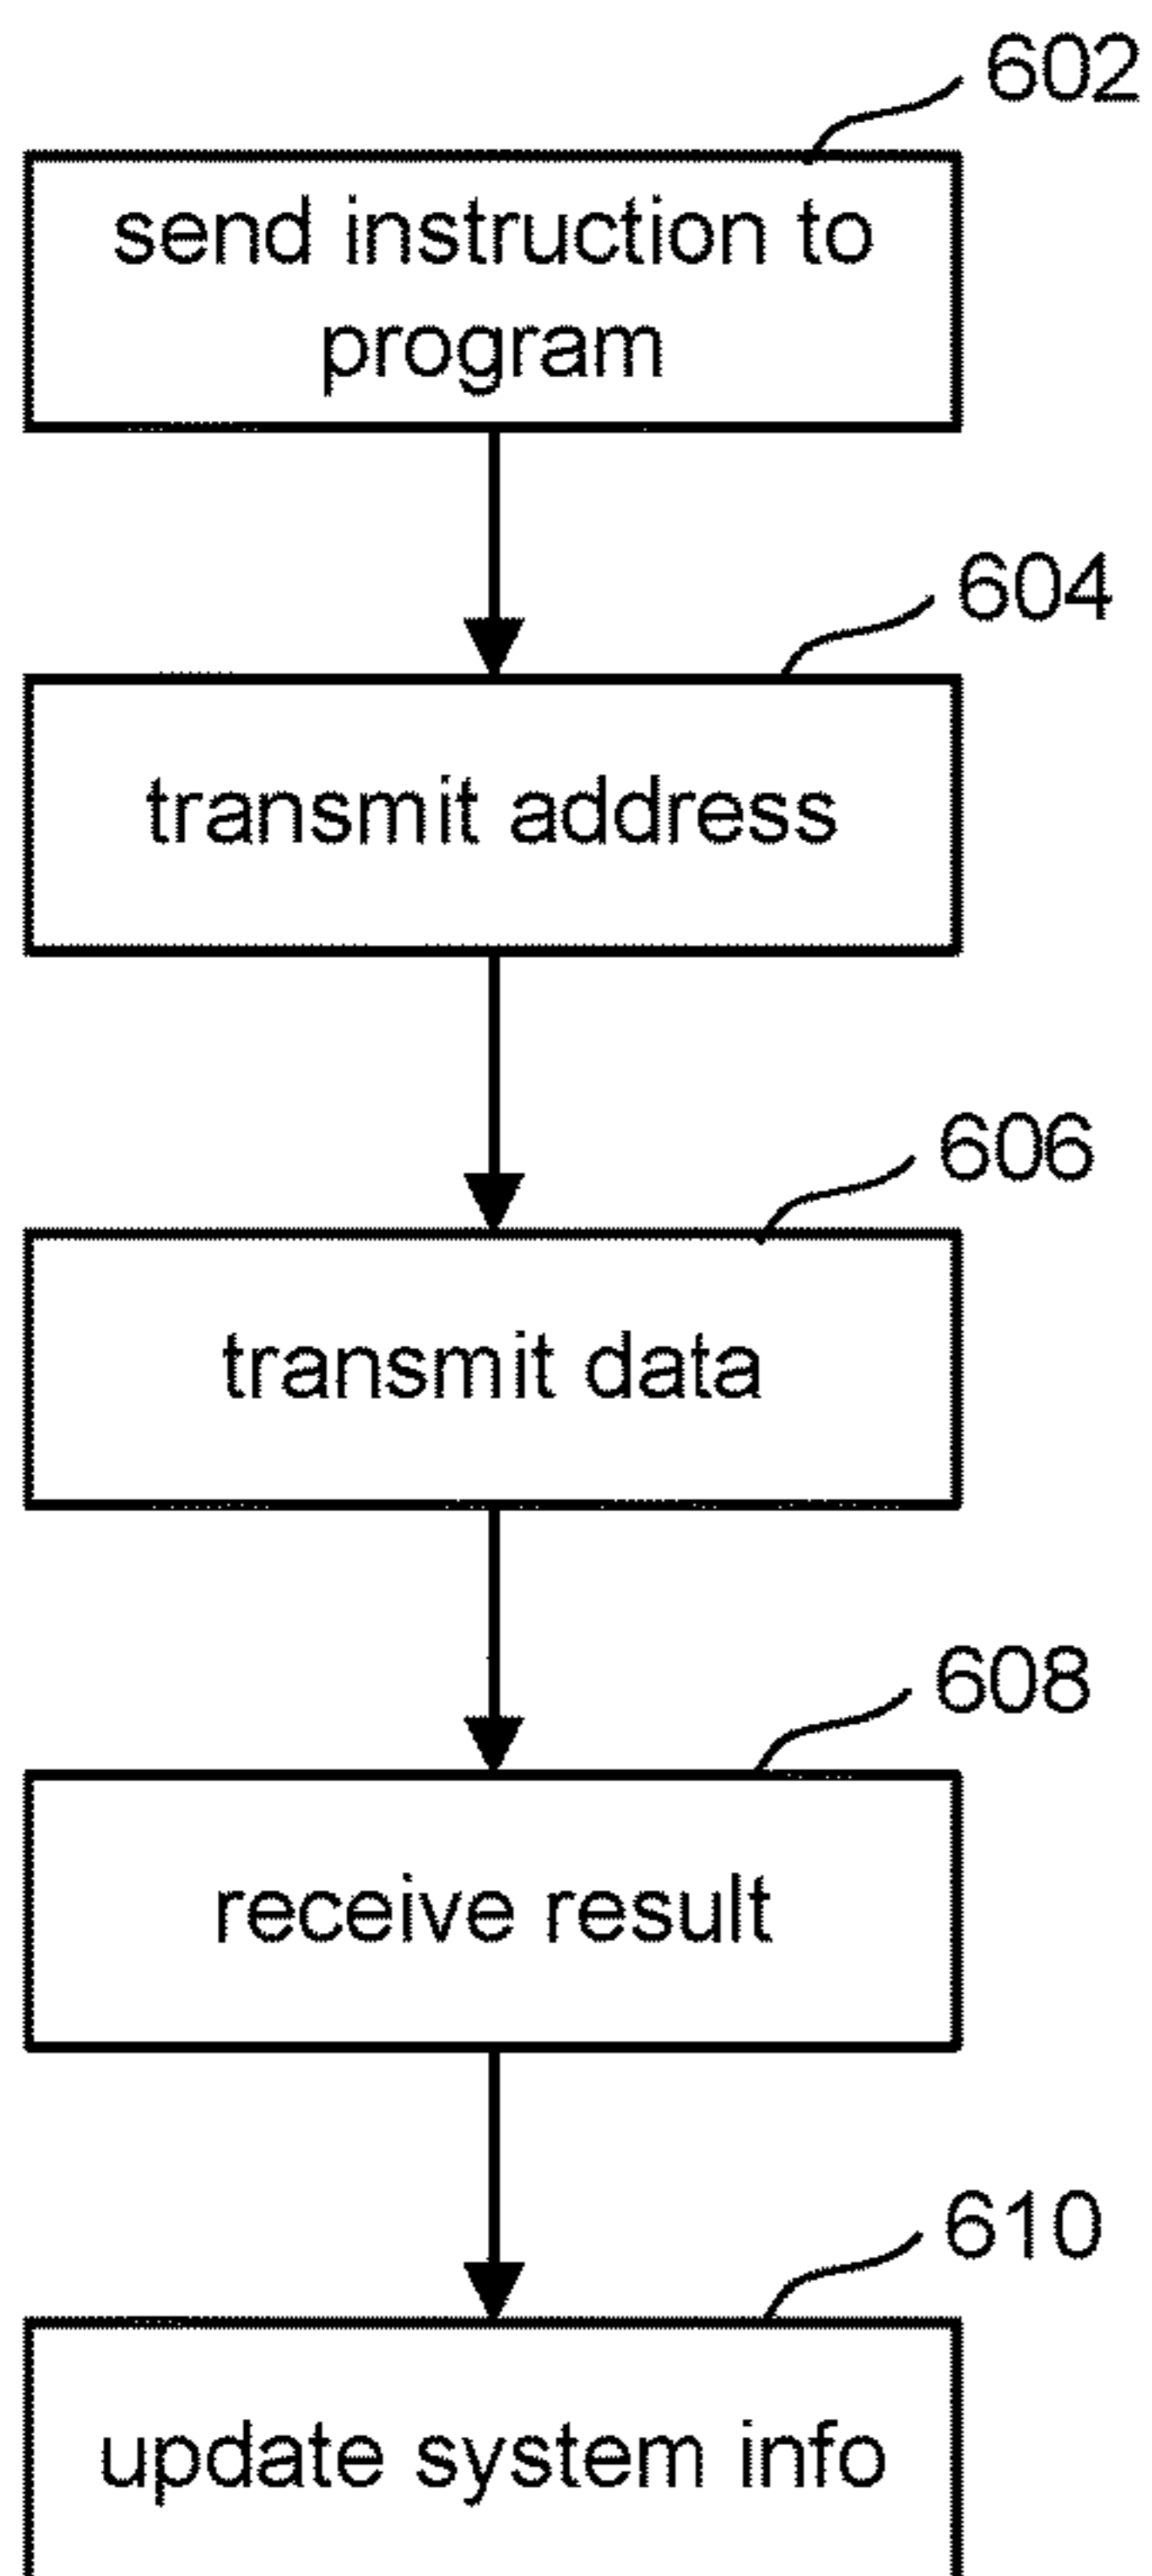 602
send instruction to
program
604
transmit address
606
transmit data
608
receive result
610
update system info